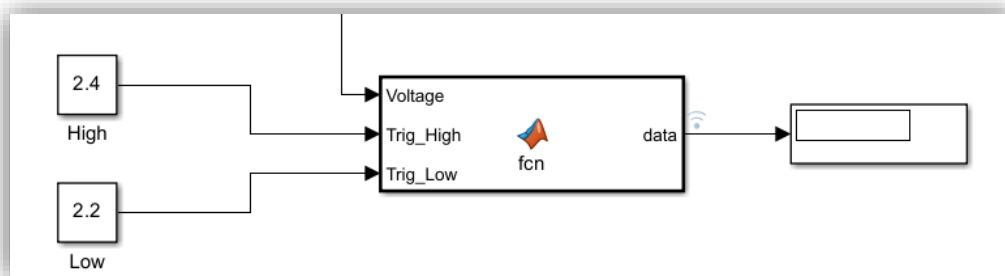 2.4
High
2.2
Low
Voltage
Trig_High
Trig_Low
fcn
data